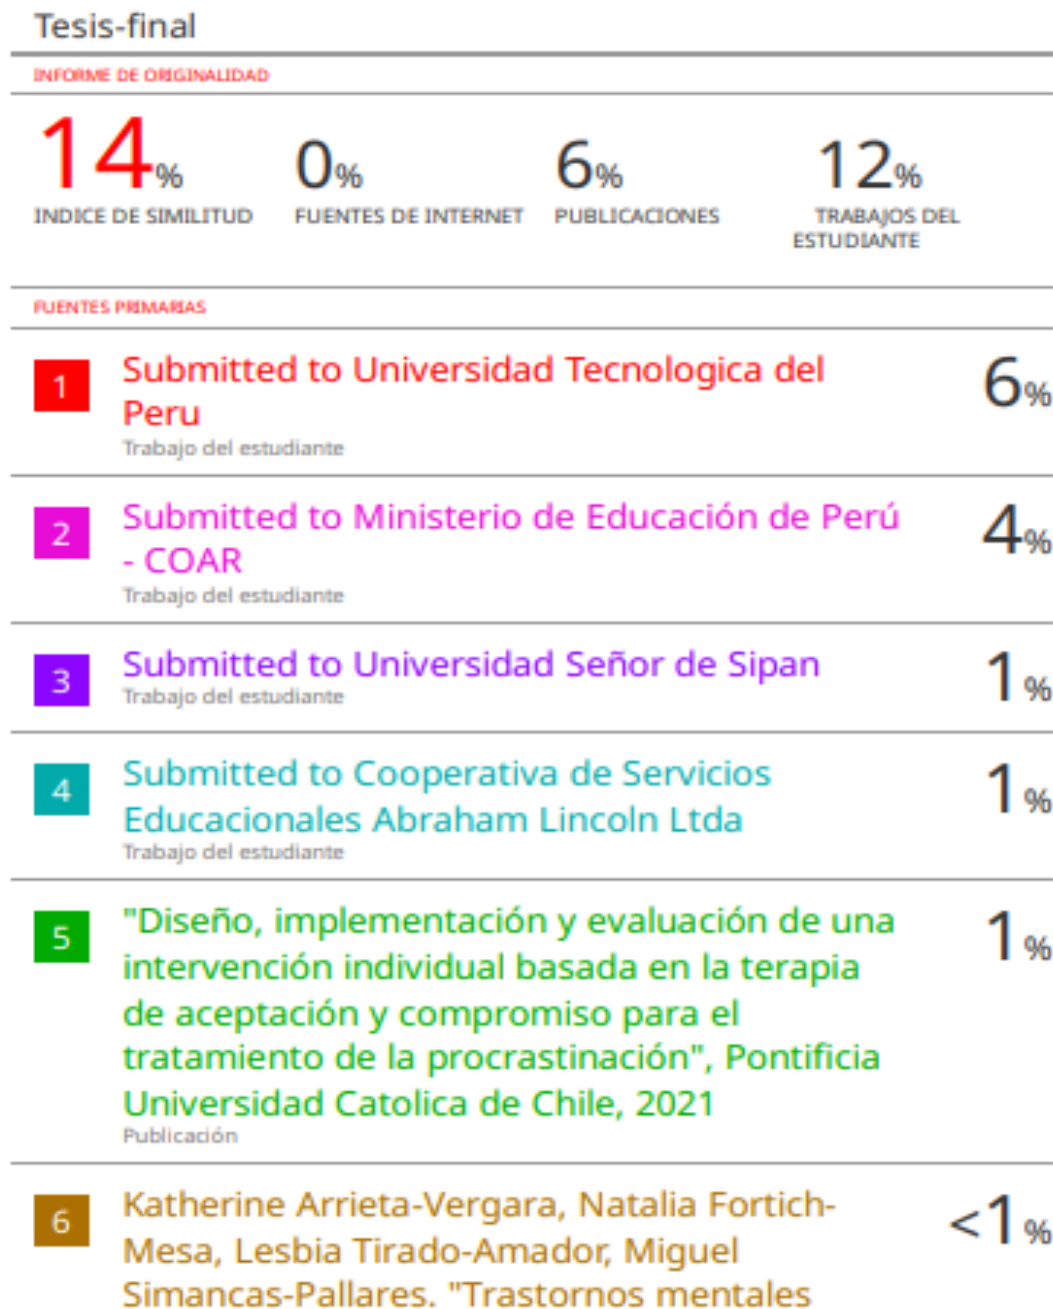 Tesis-final
INFORME DE ORIGINALIDAD
14%
INDICE DE SIMILITUD
0%
FUENTES DE INTERNET
6%
PUBLICACIONES
12%
TRABAJOS DEL
ESTUDIANTE
FUENTES PRIMARIAS
1
Submitted to Universidad Tecnologica del
Peru
Trabajo del estudiante
6%
2
Submitted to Ministerio de Educación de Perú
- COAR
Trabajo del estudiante
4%
3
Submitted to Universidad Señor de Sipan
Trabajo del estudiante
1%
4
Submitted to Cooperativa de Servicios
Educacionales Abraham Lincoln Ltda
Trabajo del estudiante
1%
5
"Diseño, implementación y evaluación de una
intervención individual basada en la terapia
de aceptación y compromiso para el
tratamiento de la procrastinación", Pontificia
Universidad Catolica de Chile, 2021
Publicación
1%
6
Katherine Arrieta-Vergara, Natalia Fortich-
Mesa, Lesbia Tirado-Amador, Miguel
Simancas-Pallares. "Trastornos mentales
<1%